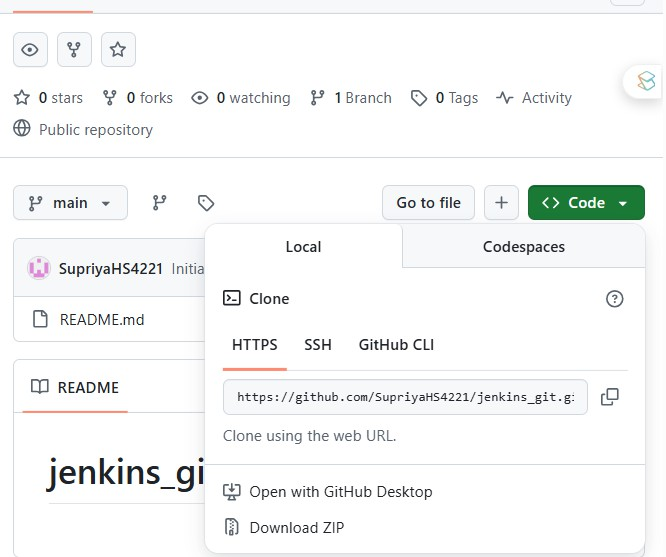 0 stars 0 forks 0 watching 1 Branch 0 Tags Activity
Public repository
main Go to file Code
Local Codespaces
SupriyaHS4221 Initia
Clone
README.md
HTTPS SSH GitHub CLI
README
https://github.com/SupriyaHS4221/jenkins_git.gi
Clone using the web URL.
jenkins_gi
Open with GitHub Desktop
Download ZIP